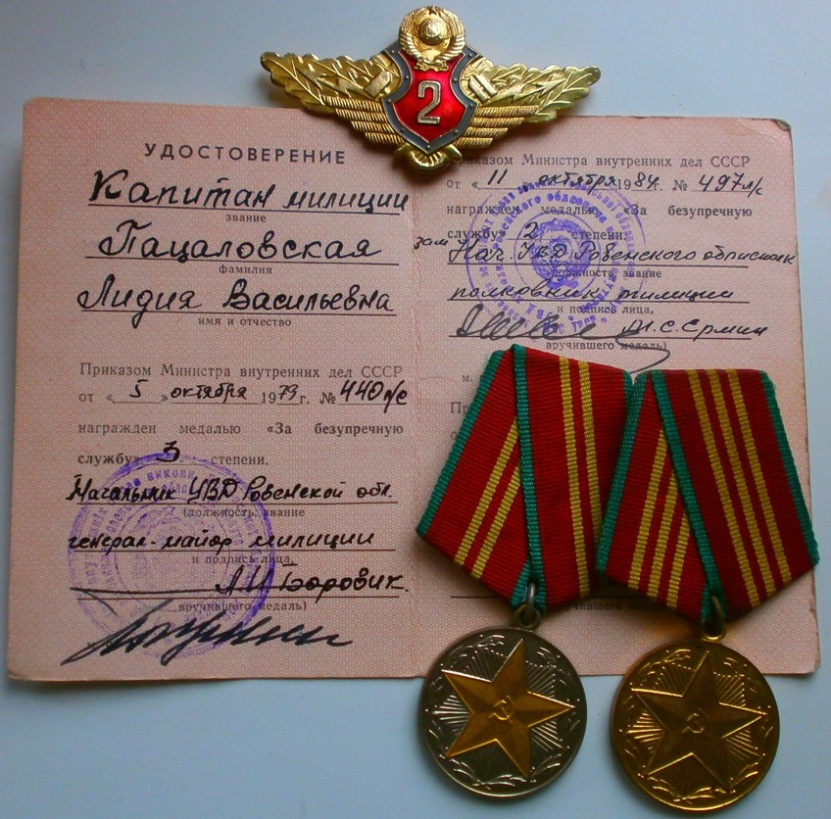 2
УДОСТОВЕРЕНИЕ
Капитан милиции
звание
Пацаловская
фамилия
Лидия Васильевна
имя и отчество
Приказом Министра внутренних дел СССР
от « 5 » октября 1979 г. № 440 л/с
награжден медалью «За безупречную
службу» 3 степени.
Начальник УВД Ровенской обл.
(должность, звание
генерал-майор милиции
и подпись лица,
вручившего медаль)
Приказом Министра внутренних дел СССР
от « 11 » октября 1984 г. № 497 л/с
награжден медалью «За безупречную
службу» 2 степени.
зам Нач. УВД Ровенского облисполк
(должность, звание
полковник милиции
и подпись лица,
вручившего медаль)
м.
Пр
от